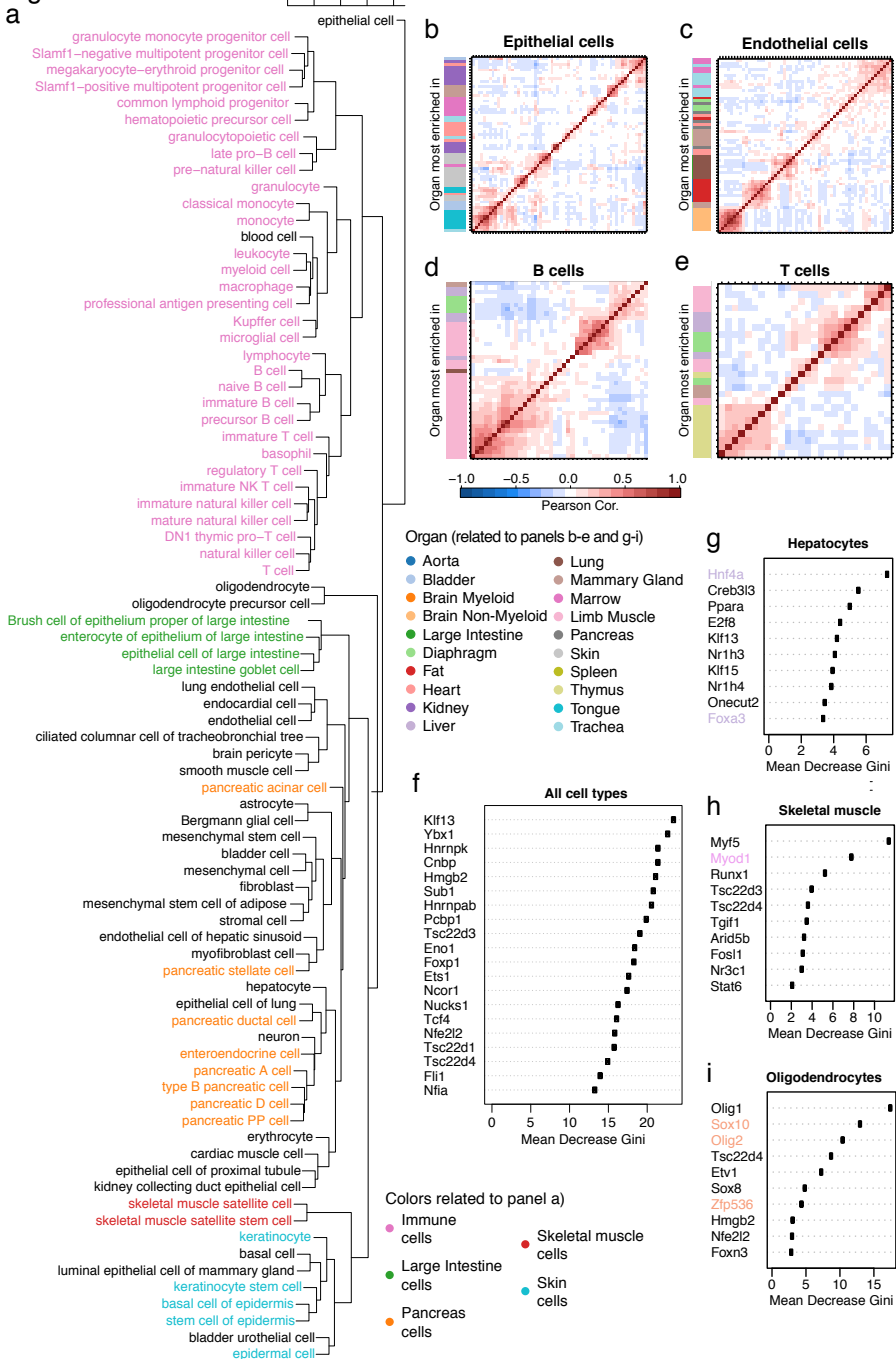 a
epithelial cell
granulocyte monocyte progenitor cell
Slamf1−negative multipotent progenitor cell
megakaryocyte−erythroid progenitor cell
Slamf1−positive multipotent progenitor cell
common lymphoid progenitor
hematopoietic precursor cell
granulocytopoietic cell
late pro−B cell
pre−natural killer cell
granulocyte
classical monocyte
monocyte
blood cell
leukocyte
myeloid cell
macrophage
professional antigen presenting cell
Kupffer cell
microglial cell
lymphocyte
B cell
naive B cell
immature B cell
precursor B cell
immature T cell
basophil
regulatory T cell
immature NK T cell
immature natural killer cell
mature natural killer cell
DN1 thymic pro−T cell
natural killer cell
T cell
oligodendrocyte
oligodendrocyte precursor cell
Brush cell of epithelium proper of large intestine
enterocyte of epithelium of large intestine
epithelial cell of large intestine
large intestine goblet cell
lung endothelial cell
endocardial cell
endothelial cell
ciliated columnar cell of tracheobronchial tree
brain pericyte
smooth muscle cell
pancreatic acinar cell
astrocyte
Bergmann glial cell
mesenchymal stem cell
bladder cell
mesenchymal cell
fibroblast
mesenchymal stem cell of adipose
stromal cell
endothelial cell of hepatic sinusoid
myofibroblast cell
pancreatic stellate cell
hepatocyte
epithelial cell of lung
pancreatic ductal cell
neuron
enteroendocrine cell
pancreatic A cell
type B pancreatic cell
pancreatic D cell
pancreatic PP cell
erythrocyte
cardiac muscle cell
epithelial cell of proximal tubule
kidney collecting duct epithelial cell
skeletal muscle satellite cell
skeletal muscle satellite stem cell
keratinocyte
basal cell
luminal epithelial cell of mammary gland
keratinocyte stem cell
basal cell of epidermis
stem cell of epidermis
bladder urothelial cell
epidermal cell
b
Epithelial cells
Organ most enriched in
c
Endothelial cells
Organ most enriched in
d
B cells
Organ most enriched in
e
T cells
Organ most enriched in
−1.0 −0.5 0.0 0.5 1.0
Pearson Cor.
Organ (related to panels b-e and g-i)
Aorta
Bladder
Brain Myeloid
Brain Non-Myeloid
Large Intestine
Diaphragm
Fat
Heart
Kidney
Liver
Lung
Mammary Gland
Marrow
Limb Muscle
Pancreas
Skin
Spleen
Thymus
Tongue
Trachea
f
All cell types
Klf13
Ybx1
Hnrnpk
Cnbp
Hmgb2
Sub1
Hnrnpab
Pcbp1
Tsc22d3
Eno1
Foxp1
Ets1
Ncor1
Nucks1
Tcf4
Nfe2l2
Tsc22d1
Tsc22d4
Fli1
Nfia
0 5 10 15 20
Mean Decrease Gini
Colors related to panel a)
Immune
cells
Large Intestine
cells
Pancreas
cells
Skeletal muscle
cells
Skin
cells
g
Hepatocytes
Hnf4a
Creb3l3
Ppara
E2f8
Klf13
Nr1h3
Klf15
Nr1h4
Onecut2
Foxa3
0 2 4 6
Mean Decrease Gini
h
Skeletal muscle
Myf5
Myod1
Runx1
Tsc22d3
Tsc22d4
Tgif1
Arid5b
Fosl1
Nr3c1
Stat6
0 2 4 6 8 10
Mean Decrease Gini
i
Oligodendrocytes
Olig1
Sox10
Olig2
Tsc22d4
Etv1
Sox8
Zfp536
Hmgb2
Nfe2l2
Foxn3
0 5 10 15
Mean Decrease Gini